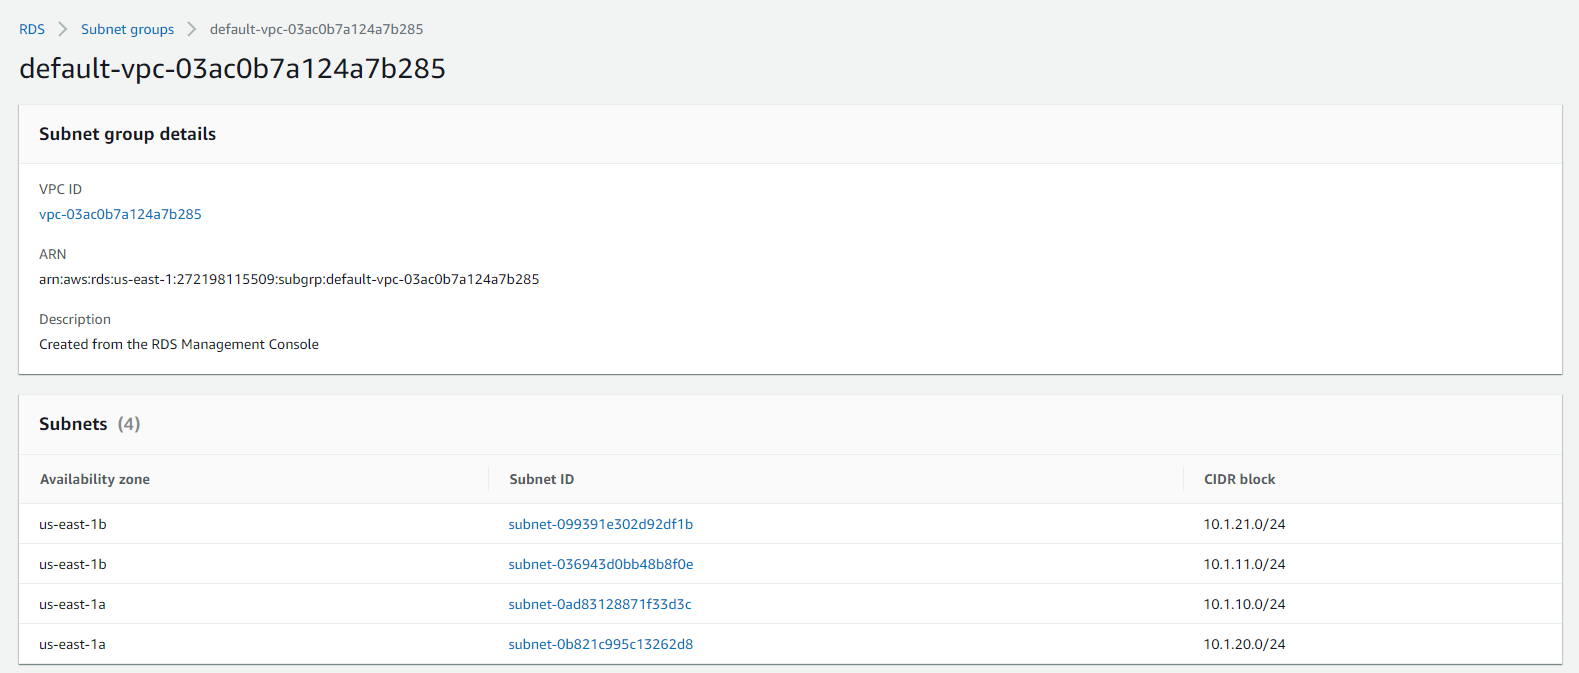 RDS > Subnet groups > default-vpc-03ac0b7a124a7b285
default-vpc-03ac0b7a124a7b285
Subnet group details
VPC ID
vpc-03ac0b7a124a7b285
ARN
arn:aws:rds:us-east-1:272198115509:subgrp:default-vpc-03ac0b7a124a7b285
Description
Created from the RDS Management Console
Subnets (4)
Availability zone Subnet ID CIDR block
us-east-1b subnet-099391e302d92df1b 10.1.21.0/24
us-east-1b subnet-036943d0bb48b8f0e 10.1.11.0/24
us-east-1a subnet-0ad83128871f33d3c 10.1.10.0/24
us-east-1a subnet-0b821c995c13262d8 10.1.20.0/24